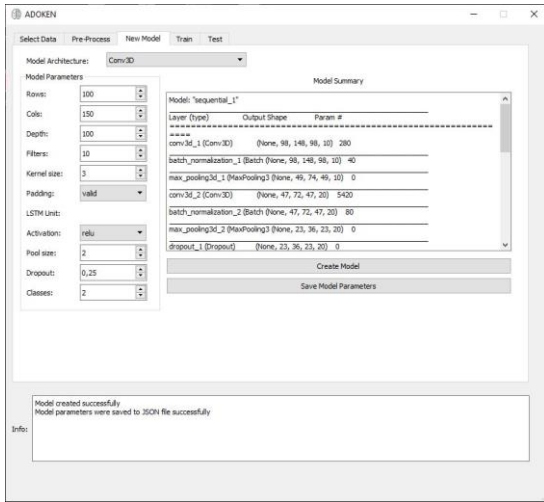 ADOKEN
Select Data Pre-Process New Model Train Test
Model Architecture: Conv3D
Model Parameters
Rows: 100
Cols: 150
Depth: 100
Filters: 10
Kernel size: 3
Padding: valid
LSTM Unit:
Activation: relu
Pool size: 2
Dropout: 0,25
Classes: 2
Model Summary
Model: "sequential_1"
Layer (type) Output Shape Param #
====
conv3d_1 (Conv3D) (None, 98, 148, 98, 10) 280
batch_normalization_1 (Batch (None, 98, 148, 98, 10) 40
max_pooling3d_1 (MaxPooling3 (None, 49, 74, 49, 10) 0
conv3d_2 (Conv3D) (None, 47, 72, 47, 20) 5420
batch_normalization_2 (Batch (None, 47, 72, 47, 20) 80
max_pooling3d_2 (MaxPooling3 (None, 23, 36, 23, 20) 0
dropout_1 (Dropout) (None, 23, 36, 23, 20) 0
Create Model
Save Model Parameters
Info:
Model created successfully
Model parameters were saved to JSON file successfully